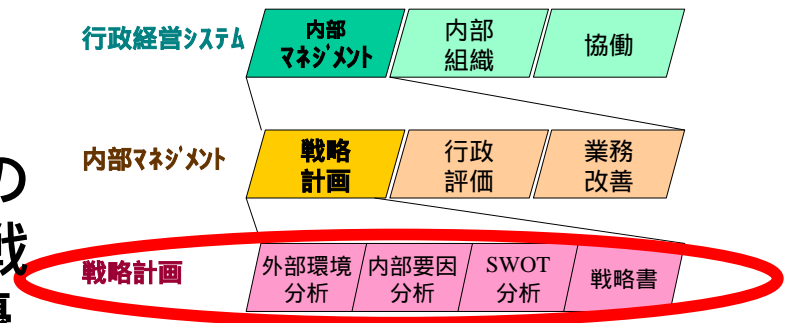 行政経営システム
内部
マネジメント
内部
組織
協働
内部マネジメント
戦略
計画
行政
評価
業務
改善
の
戦
戦略計画
外部環境
分析
内部要因
分析
SWOT
分析
戦略書